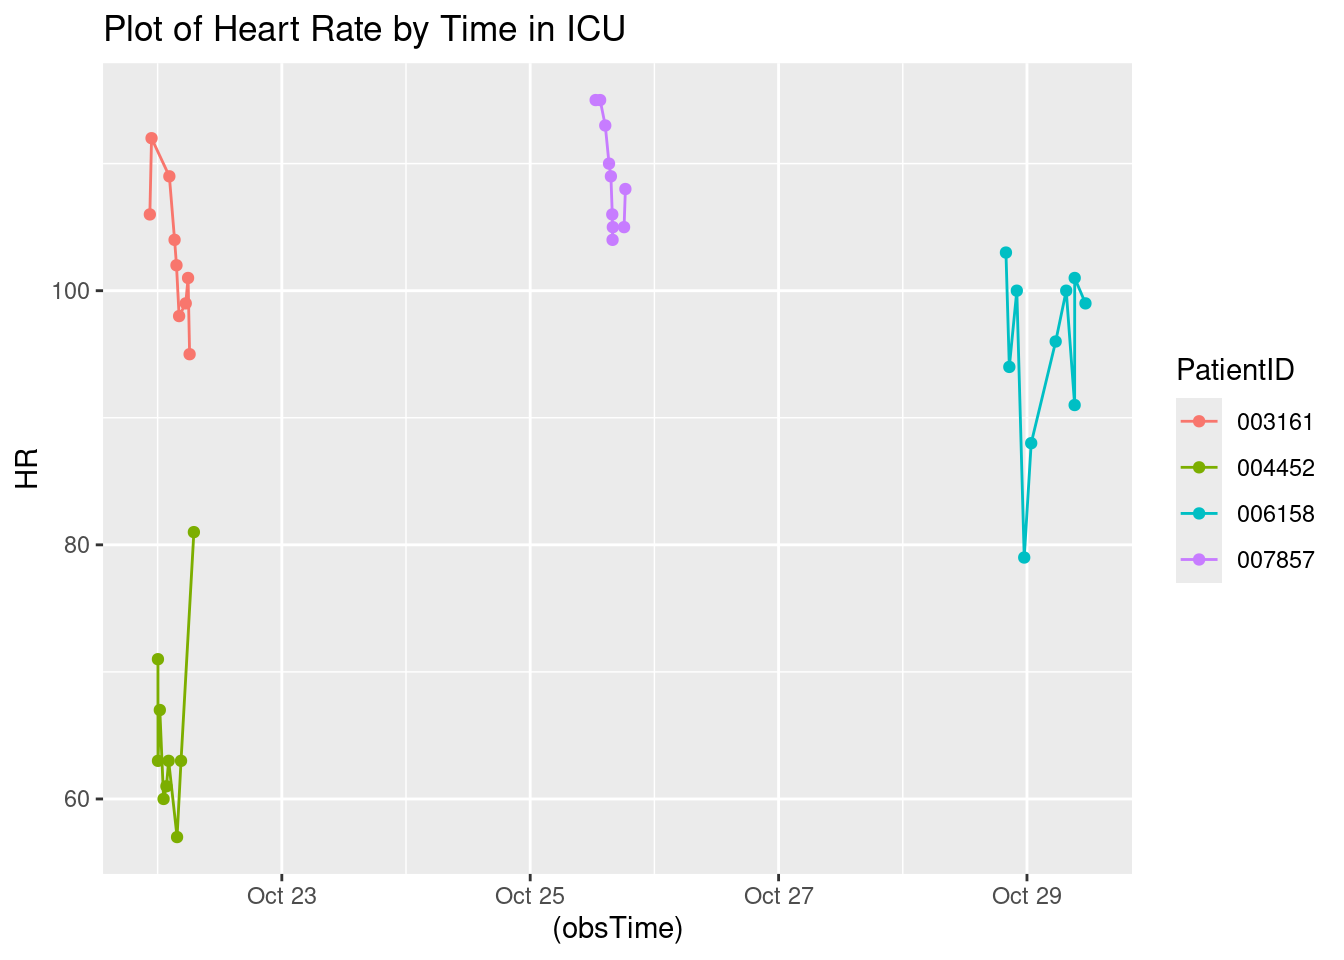 Plot of Heart Rate by Time in ICU
HR
100
80
60
Oct 23
Oct 25
Oct 27
Oct 29
(obsTime)
PatientID
003161
004452
006158
007857